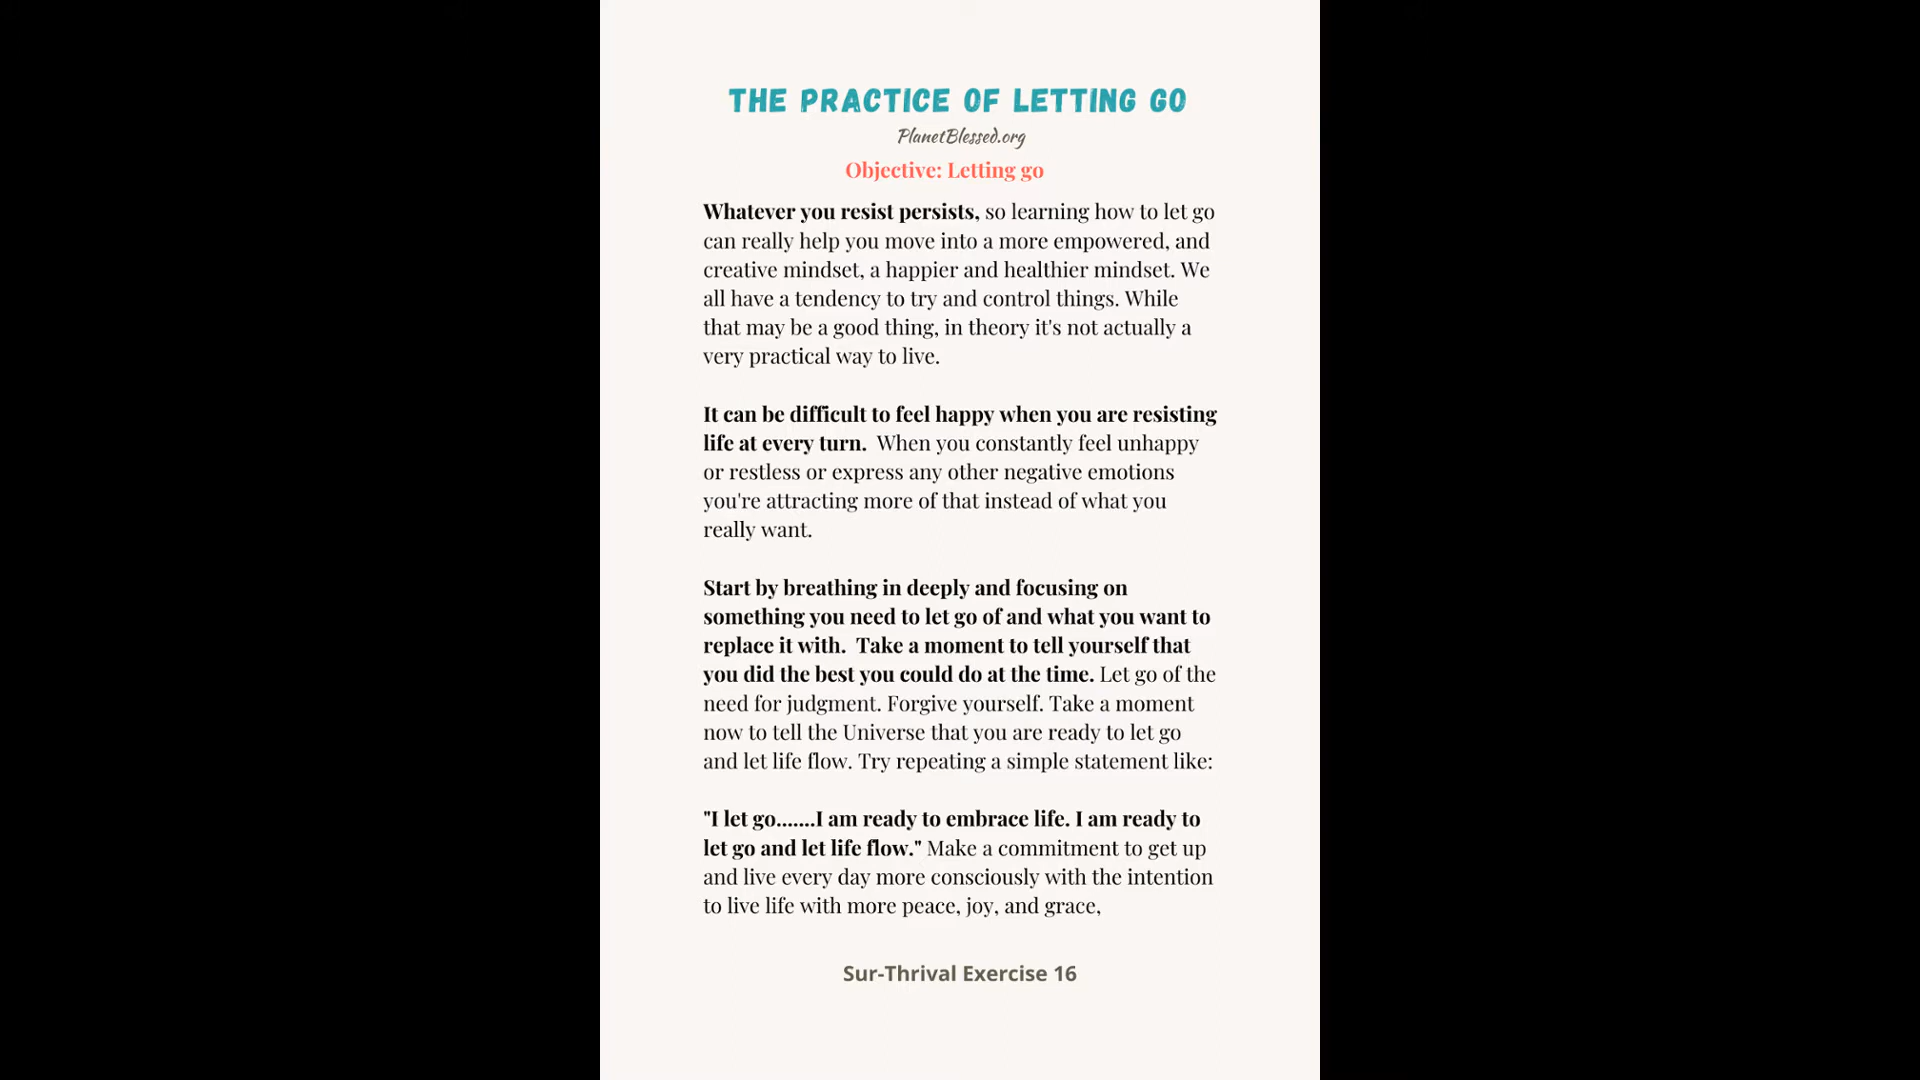 THE PRACTICE OF LETTING GO
PlanetBlessed.org
Objective: Letting go
Whatever you resist persists, so learning how to let go
can really help you move into a more empowered, and
creative mindset, a happier and healthier mindset. We
all have a tendency to try and control things. While
that may be a good thing, in theory it's not actually a
very practical way to live.
It can be difficult to feel happy when you are resisting
life at every turn.  When you constantly feel unhappy
or restless or express any other negative emotions
you're attracting more of that instead of what you
really want.
Start by breathing in deeply and focusing on
something you need to let go of and what you want to
replace it with.  Take a moment to tell yourself that
you did the best you could do at the time. Let go of the
need for judgment. Forgive yourself. Take a moment
now to tell the Universe that you are ready to let go
and let life flow. Try repeating a simple statement like:
"I let go.......I am ready to embrace life. I am ready to
let go and let life flow." Make a commitment to get up
and live every day more consciously with the intention
to live life with more peace, joy, and grace,
Sur-Thrival Exercise 16